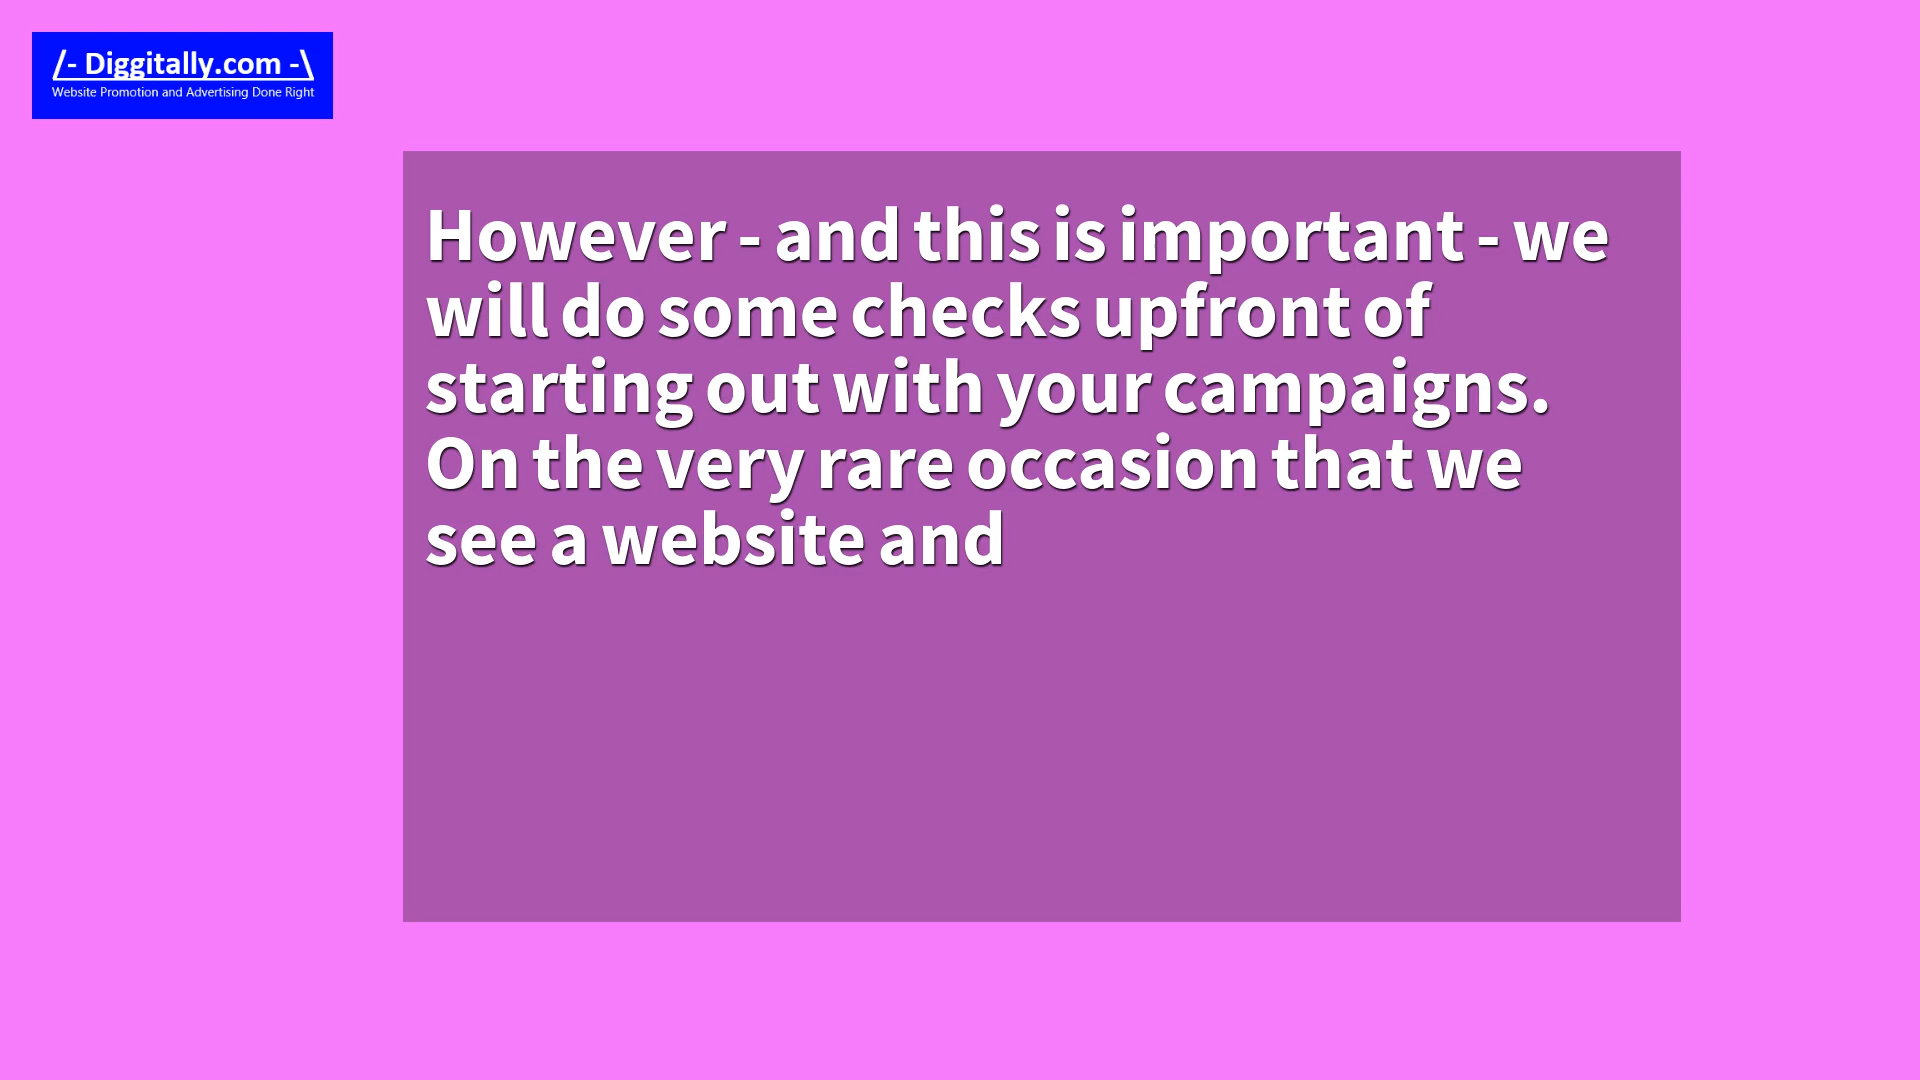 /- Diggitally.com -\
Website Promotion and Advertising Done Right
However - and this is important - we
will do some checks upfront of
starting out with your campaigns.
On the very rare occasion that we
see a website and